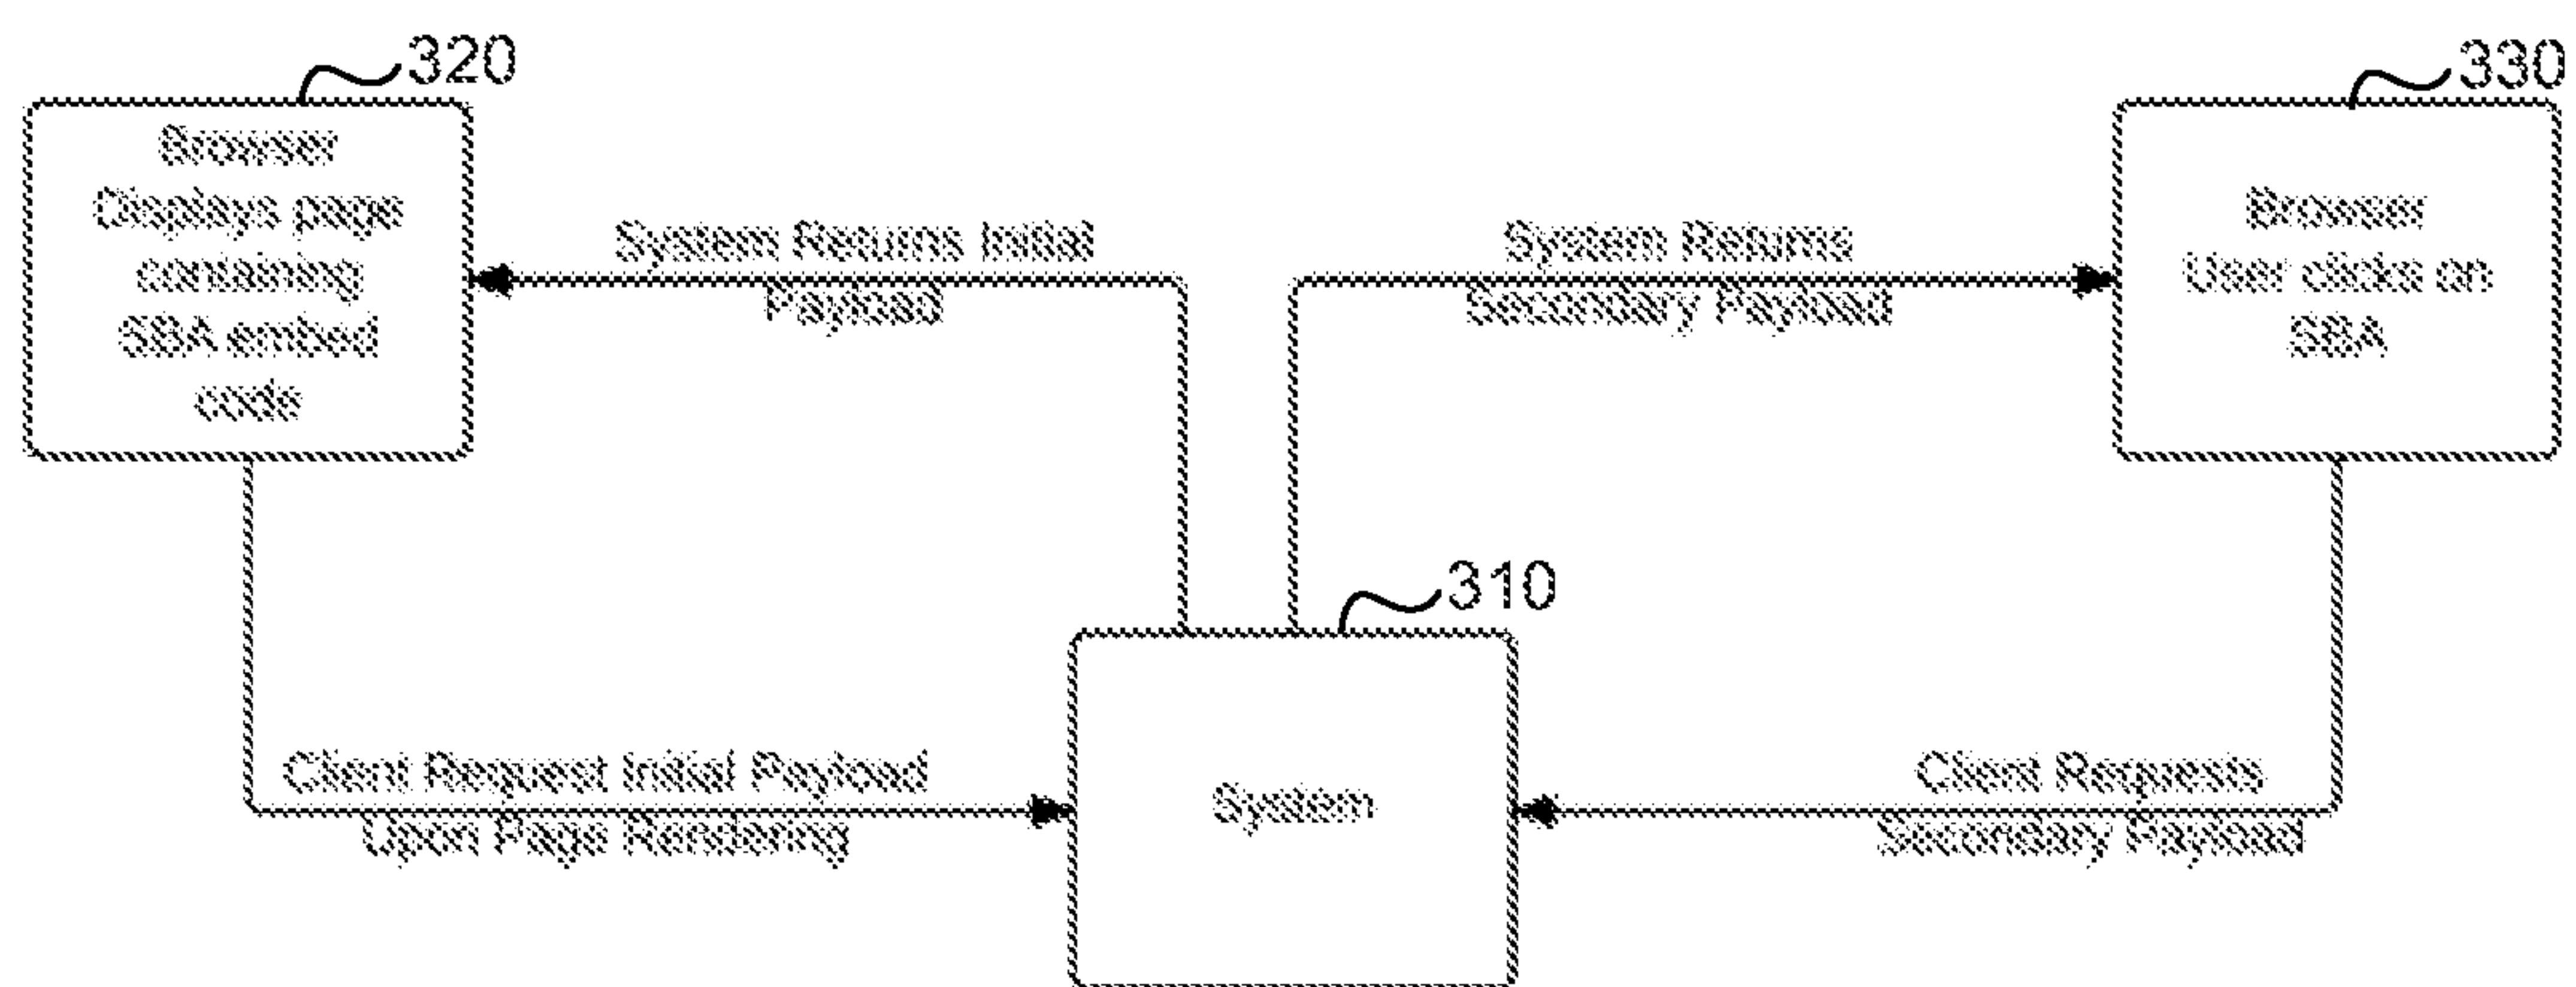 320
Browser
Displays page
containing
SBA embed
code
System Returns Initial
Payload
System Returns
Secondary Payload
330
Browser
User clicks on
SBA
310
System
Client Request Initial Payload
Upon Page Rendering
Client Requests
Secondary Payload